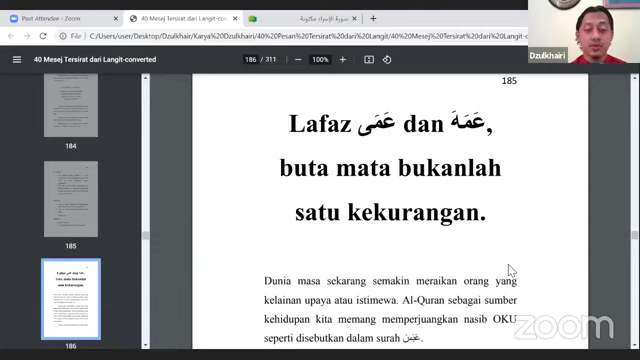 Post Attendee - Zoom
40 Mesej Tersirat dari Langit-con
سورة الإسراء مكتوبة
C:/Users/user/Desktop/Dzulkhair/Karya%20Dzulkhairi/40%20Pesan%20Tersirat%20dari%20Langit/40%20Mesej%20Tersirat%20dari%20Langit-conver
Dzulkhairi
40 Mesej Tersirat dari Langit-converted
186 / 311
100%
184
185
186
185
Lafaz عَمَى dan عَمَهَ,
buta mata bukanlah
satu kekurangan.
Dunia masa sekarang semakin meraikan orang yang
kelainan upaya atau istimewa. Al-Quran sebagai sumber
kehidupan kita memang memperjuangkan nasib OKU
seperti disebutkan dalam surah
zoom